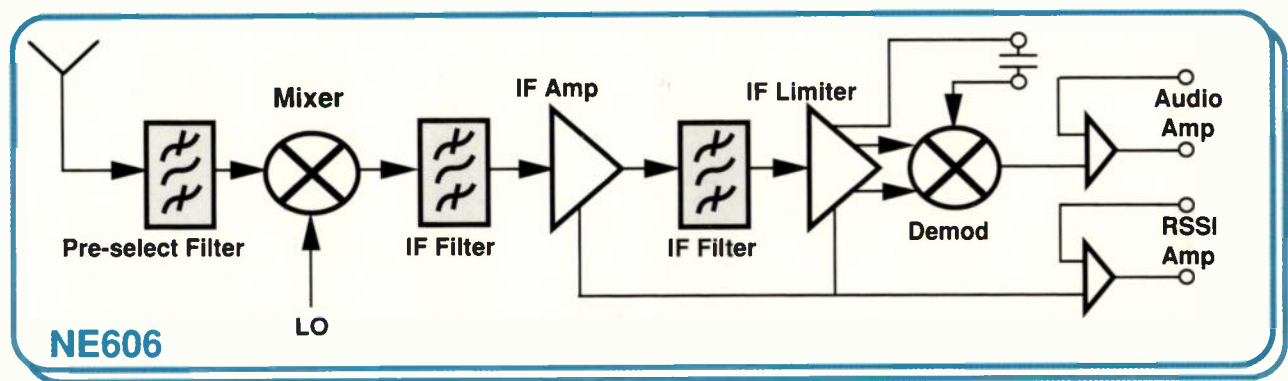 Pre-select Filter
Mixer
LO
IF Filter
IF Amp
IF Filter
IF Limiter
Demod
Audio
Amp
RSSI
Amp
NE606